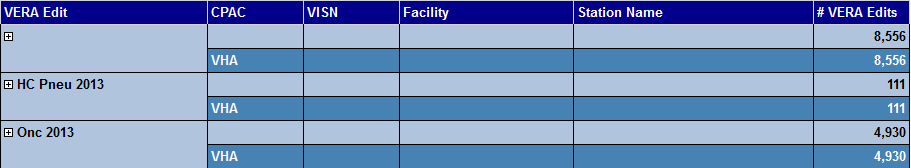 VERA Edit CPAC VISN Facility Station Name # VERA Edits
8,556
VHA 8,556
HC Pneu 2013 111
VHA 111
Onc 2013 4,930
VHA 4,930